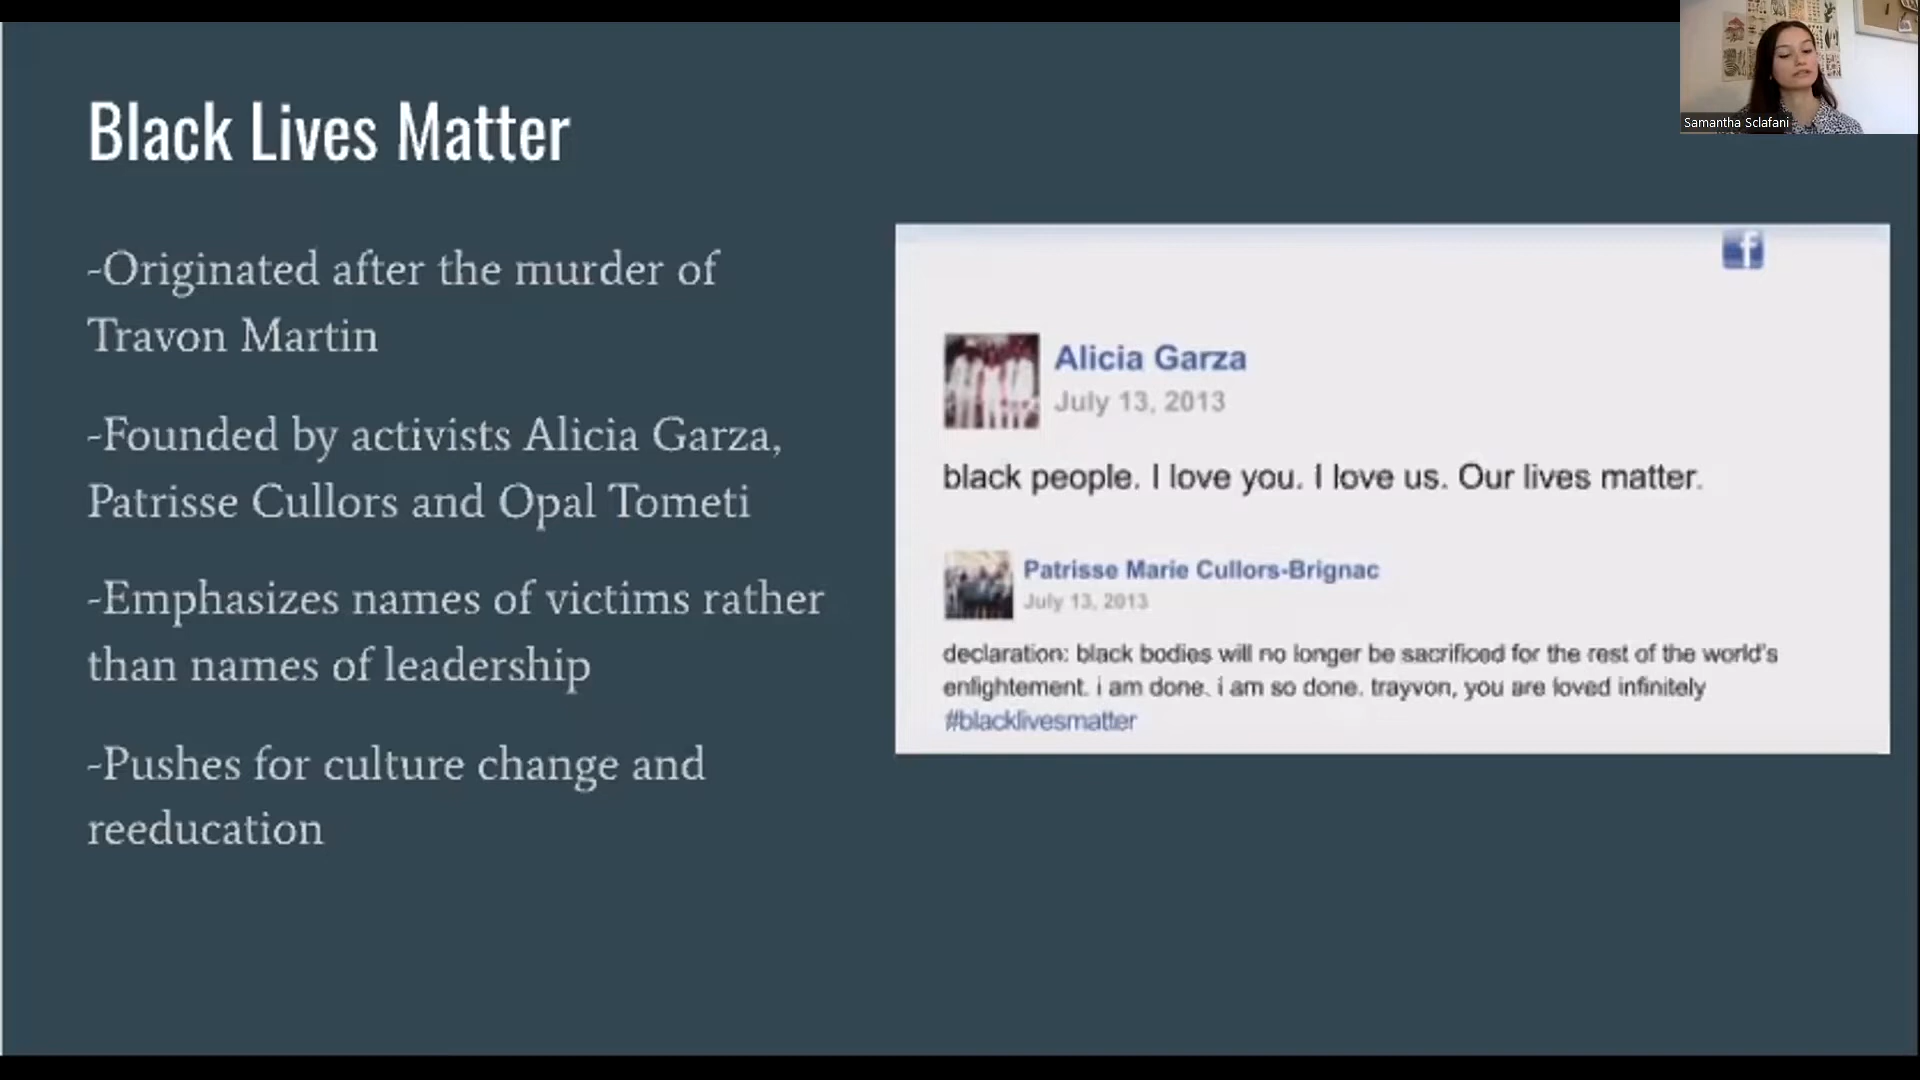 Black Lives Matter
-Originated after the murder of
Travon Martin
-Founded by activists Alicia Garza,
Patrisse Cullors and Opal Tometi
-Emphasizes names of victims rather
than names of leadership
-Pushes for culture change and
reeducation
f
Alicia Garza
July 13, 2013
black people. I love you. I love us. Our lives matter.
Patrisse Marie Cullors-Brignac
July 13, 2013
declaration: black bodies will no longer be sacrificed for the rest of the world's
enlightement. i am done. i am so done. trayvon, you are loved infinitely
#blacklivesmatter
Samantha Sclafani